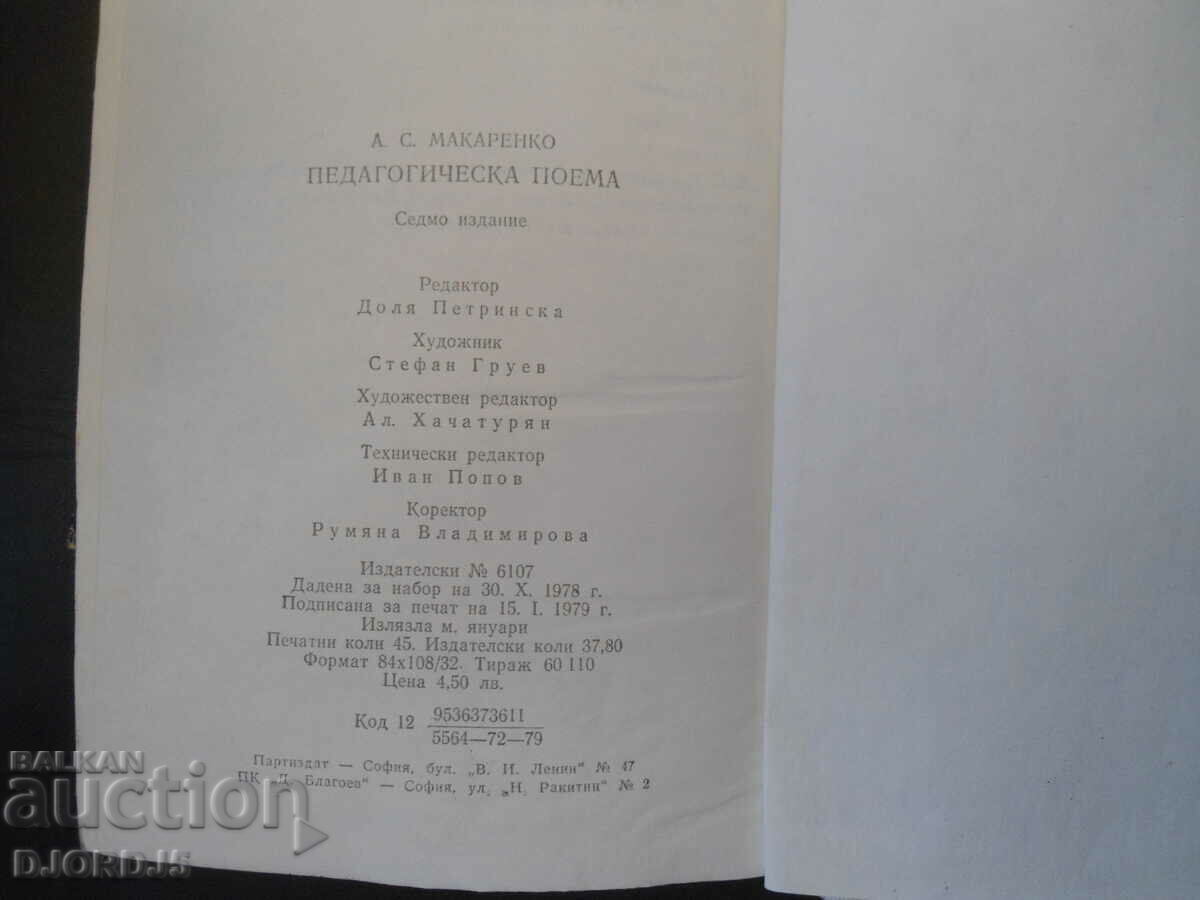 А. С. МАКАРЕНКО
ПЕДАГОГИЧЕСКА ПОЕМА
Седмо издание
Редактор
Доля Петринска
Художник
Стефан Груев
Художествен редактор
Ал. Хачатурян
Технически редактор
Иван Попов
Коректор
Румяна Владимирова
Издателски № 6107
Дадена за набор на 30. X. 1978 г.
Подписана за печат на 15. I. 1979 г.
Излязла м. януари
Печатни коли 45. Издателски коли 37,80
Формат 84х108/32. Тираж 60 110
Цена 4,50 лв.
Код 12 9536373611
5564—72—79
Партиздат — София, бул. „В. И. Ленин“ № 47
ПК „Д. Благоев“ — София, ул. „Н. Ракитин“ № 2
BALKAN
auction
DJORDJ5